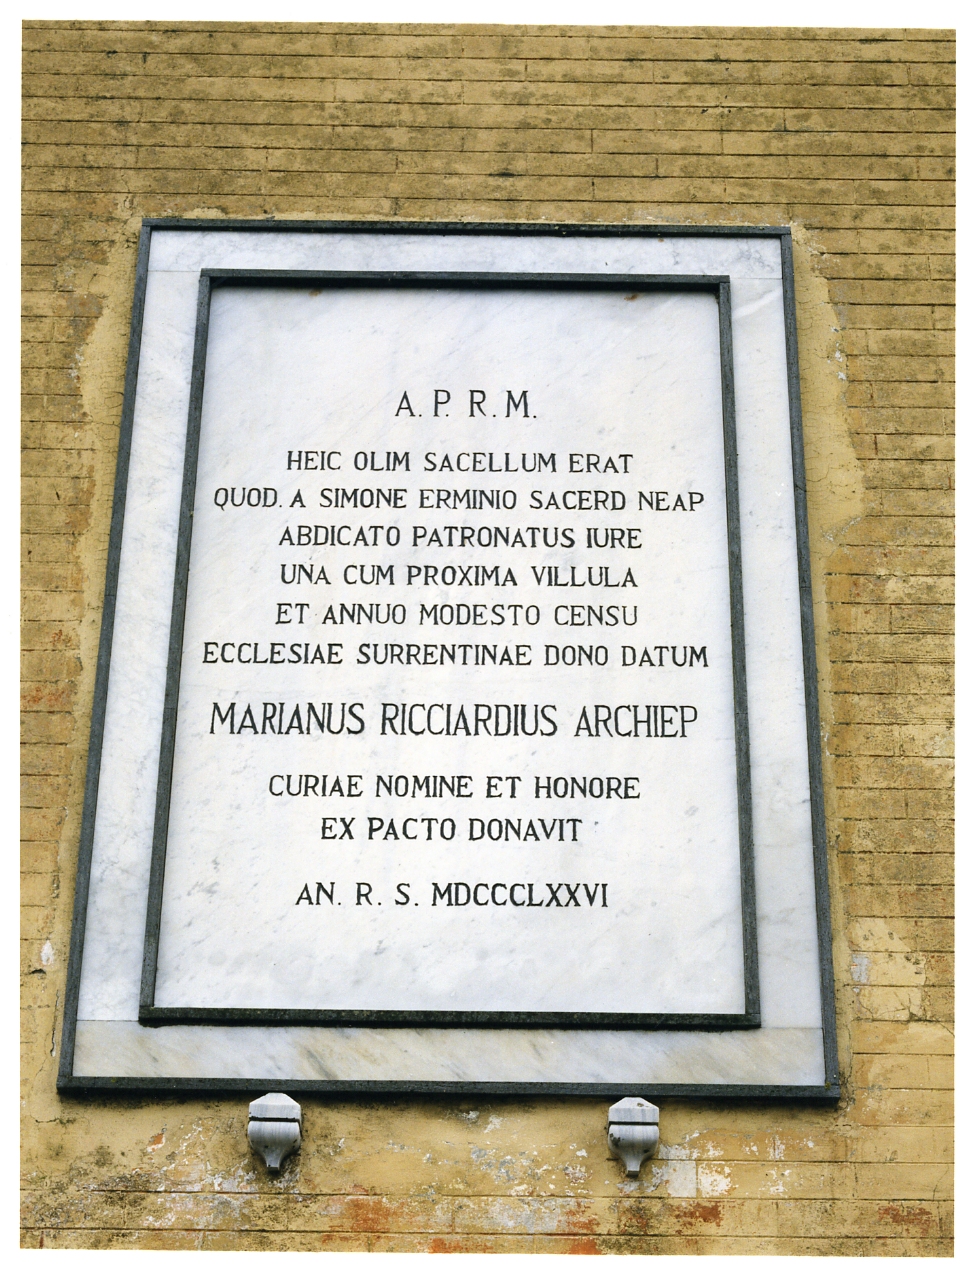 A. P. R. M.
HEIC OLIM SACELLUM ERAT
QUOD. A SIMONE ERMINIO SACERD NEAP
ABDICATO PATRONATUS IURE
UNA CUM PROXIMA VILLULA
ET ANNUO MODESTO CENSU
ECCLESIAE SURRENTINAE DONO DATUM
MARIANUS RICCIARDIUS ARCHIEP
CURIAE NOMINE ET HONORE
EX PACTO DONAVIT
AN. R. S. MDCCCLXXVI